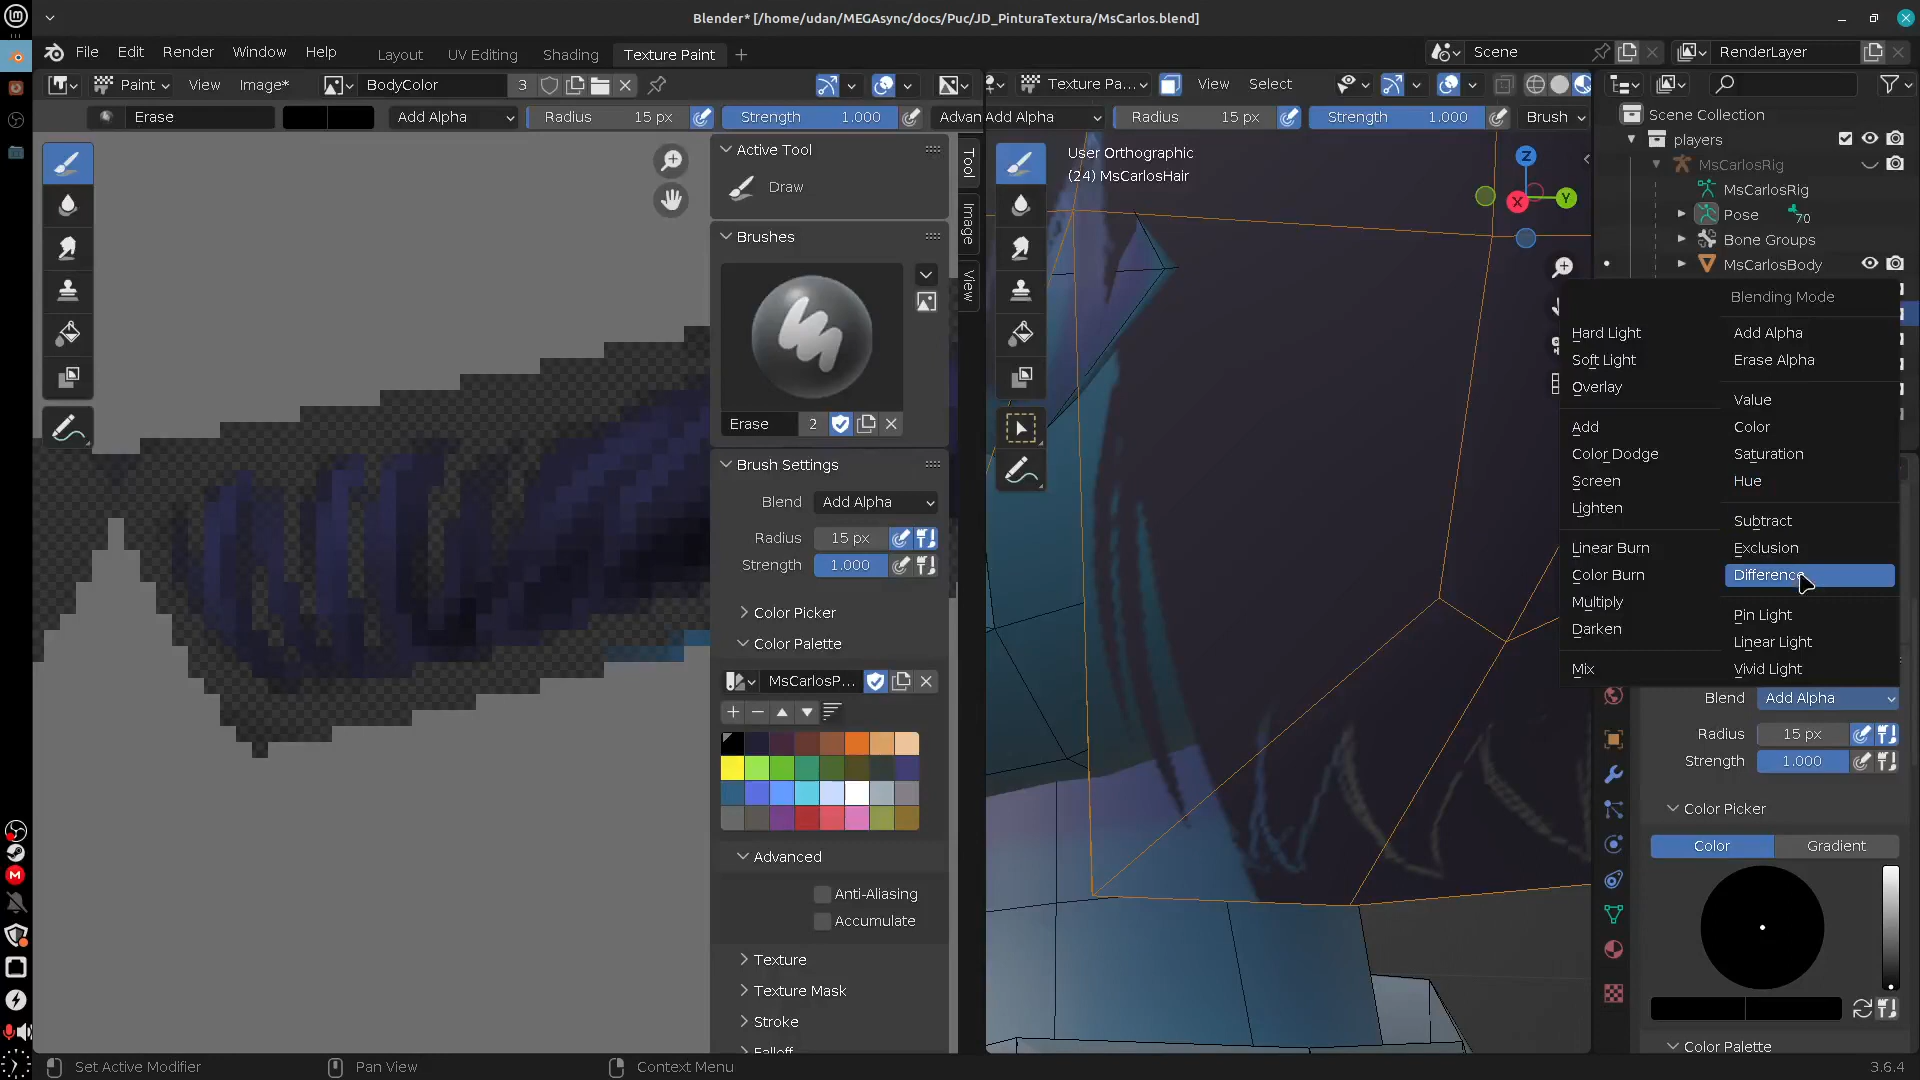 Blender* [/home/udan/MEGAsync/docs/Puc/JD_PinturaTextura/MsCarlos.blend]
File Edit Render Window Help Layout UV Editing Shading Texture Paint + Scene RenderLayer
Paint View Image* BodyColor 3 Texture Pa... View Select
Erase Add Alpha Radius 15 px Strength 1.000 Advan Add Alpha Radius 15 px Strength 1.000 Brush
Scene Collection
players
MsCarlosRig
MsCarlosRig
Pose 70
Bone Groups
MsCarlosBody
Active Tool
Draw
Brushes
Erase 2
Brush Settings
Blend Add Alpha
Radius 15 px
Strength 1.000
Color Picker
Color Palette
MsCarlosP...
Advanced
Anti-Aliasing
Accumulate
Texture
Texture Mask
Stroke
Falloff
Tool
Image
View
User Orthographic
(24) MsCarlosHair
Z
X
Y
Blending Mode
Hard Light
Soft Light
Overlay
Add
Color Dodge
Screen
Lighten
Linear Burn
Color Burn
Multiply
Darken
Mix
Add Alpha
Erase Alpha
Value
Color
Saturation
Hue
Subtract
Exclusion
Difference
Pin Light
Linear Light
Vivid Light
Blend Add Alpha
Radius 15 px
Strength 1.000
Color Picker
Color Gradient
Color Palette
Set Active Modifier Pan View Context Menu 3.6.4